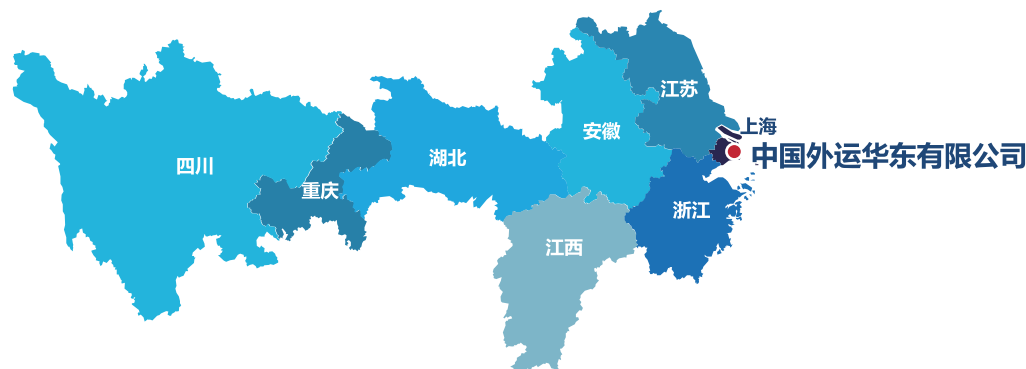 江苏
上海
安徽
中国外运华东有限公司
湖北
四川
重庆
浙江
江西